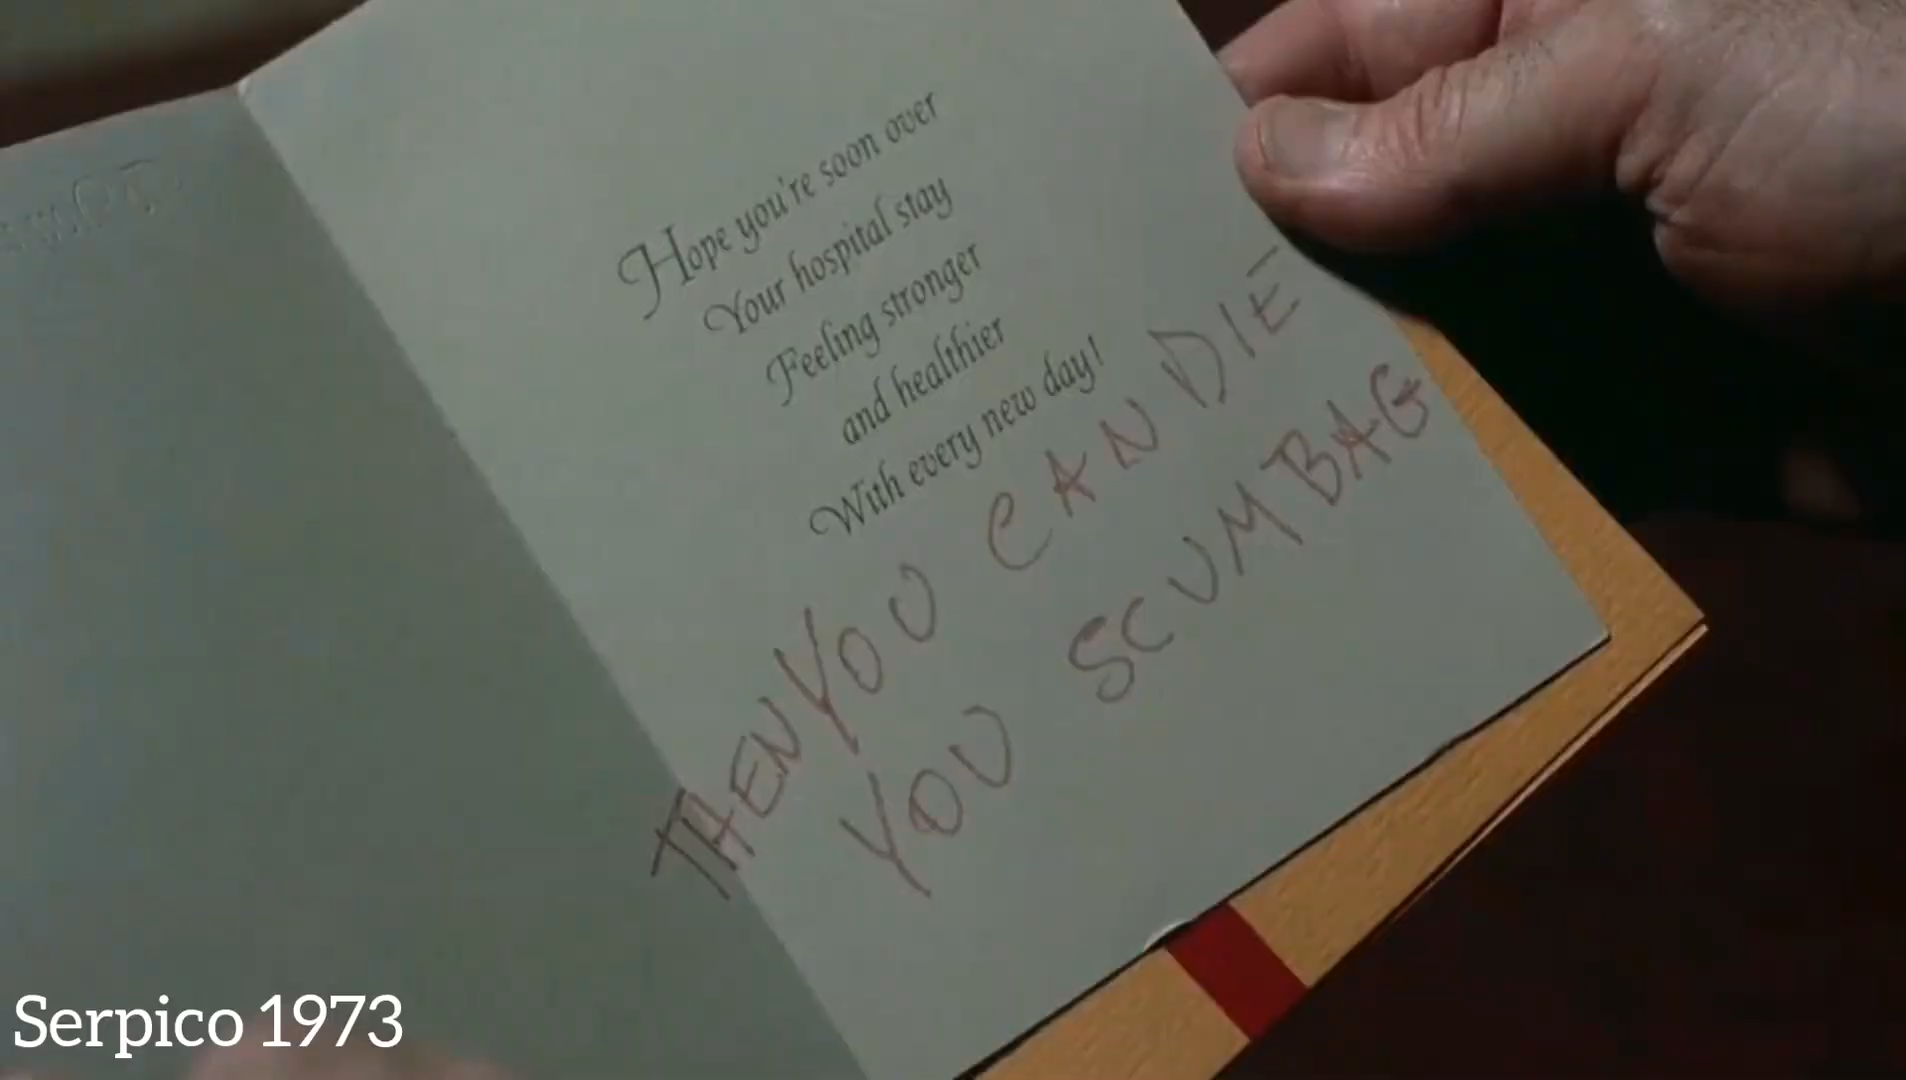 Hope you're soon over
Your hospital stay
Feeling stronger
and healthier
With every new day!
THEN YOU CAN DIE
YOU SCUMBAG
Serpico 1973